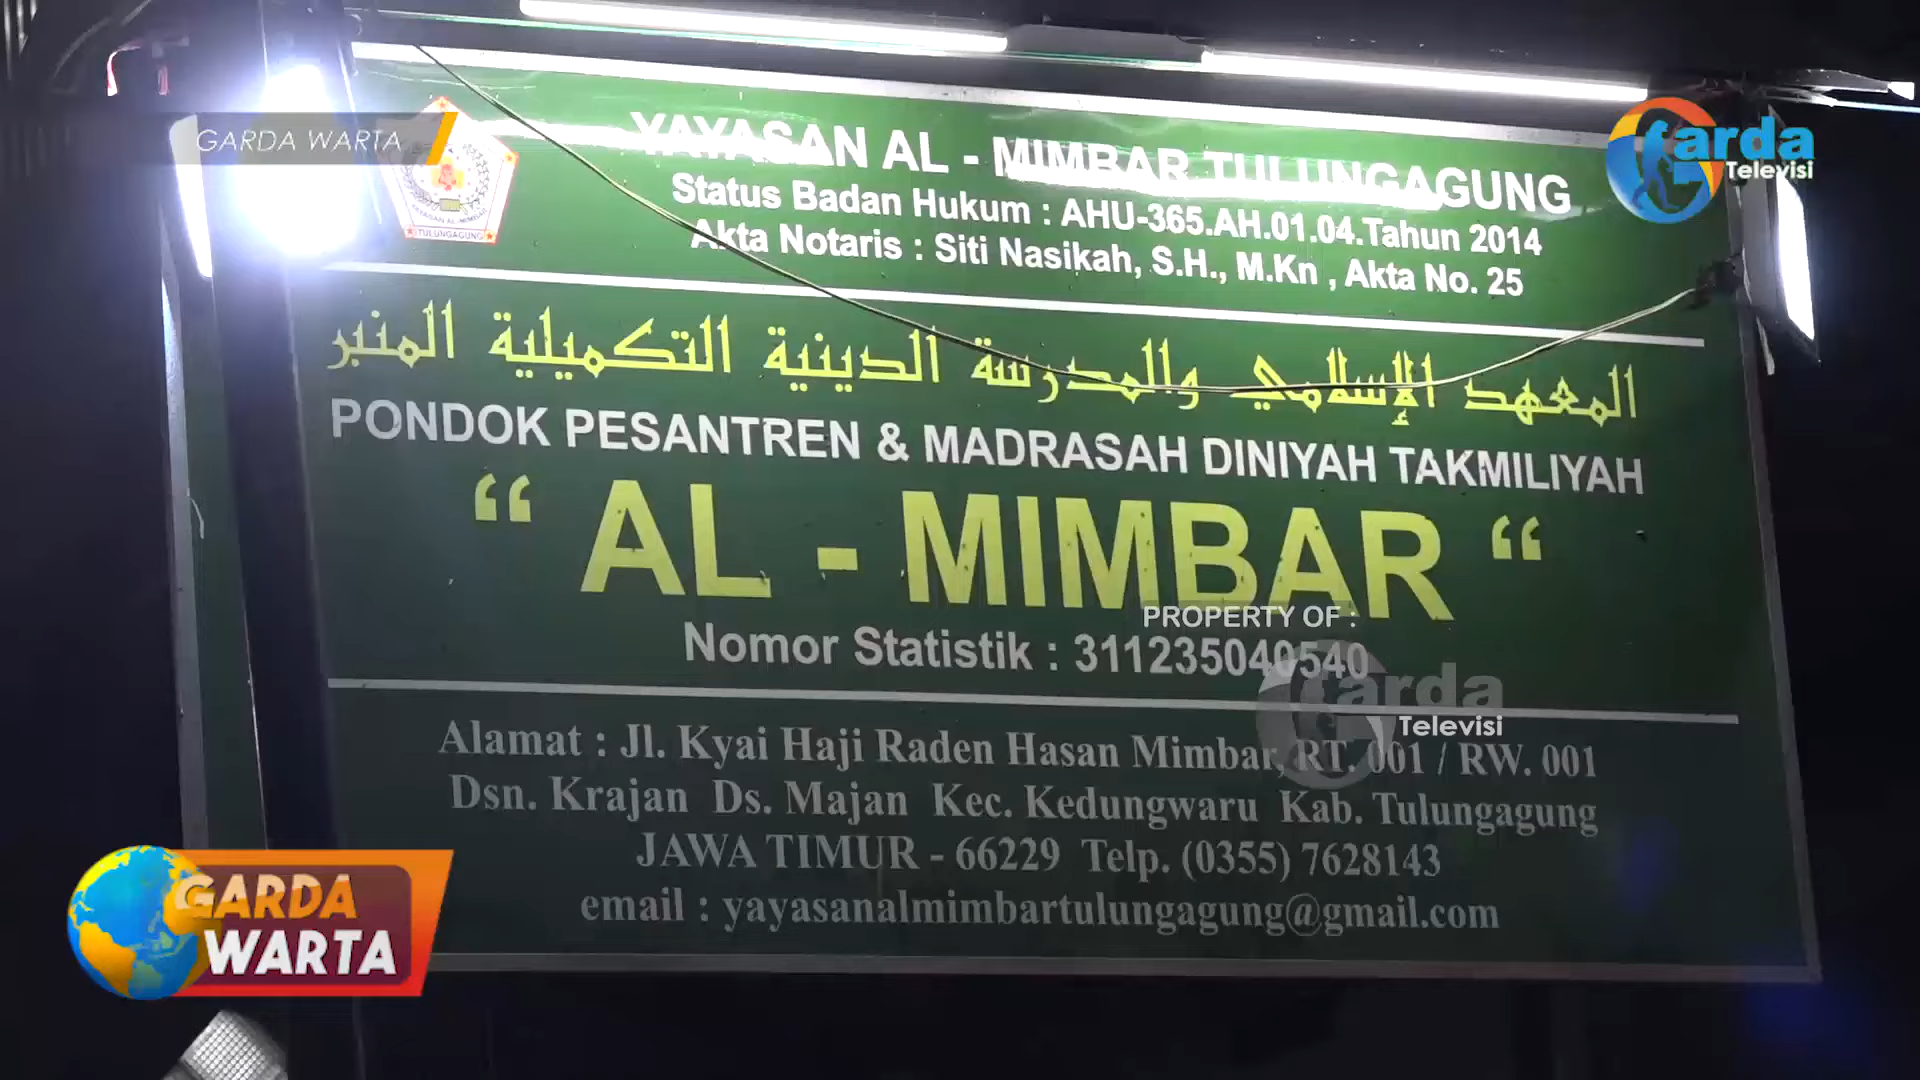 GARDA WARTA
YAYASAN AL-MIMBAR
TULUNGAGUNG
Garda
Televisi
YAYASAN AL - MIMBAR TULUNGAGUNG
Status Badan Hukum : AHU-365.AH.01.04.Tahun 2014
Akta Notaris : Siti Nasikah, S.H., M.Kn , Akta No. 25
المعهد الإسلامي والمدرسة الدينية التكميلية المنبر
PONDOK PESANTREN & MADRASAH DINIYAH TAKMILIYAH
“ AL - MIMBAR “
PROPERTY OF :
Nomor Statistik : 311235040540
Garda
Televisi
Alamat : Jl. Kyai Haji Raden Hasan Mimbar, RT. 001 / RW. 001
Dsn. Krajan Ds. Majan Kec. Kedungwaru Kab. Tulungagung
JAWA TIMUR - 66229 Telp. (0355) 7628143
email : yayasanalmimbartulungagung@gmail.com
GARDA
WARTA